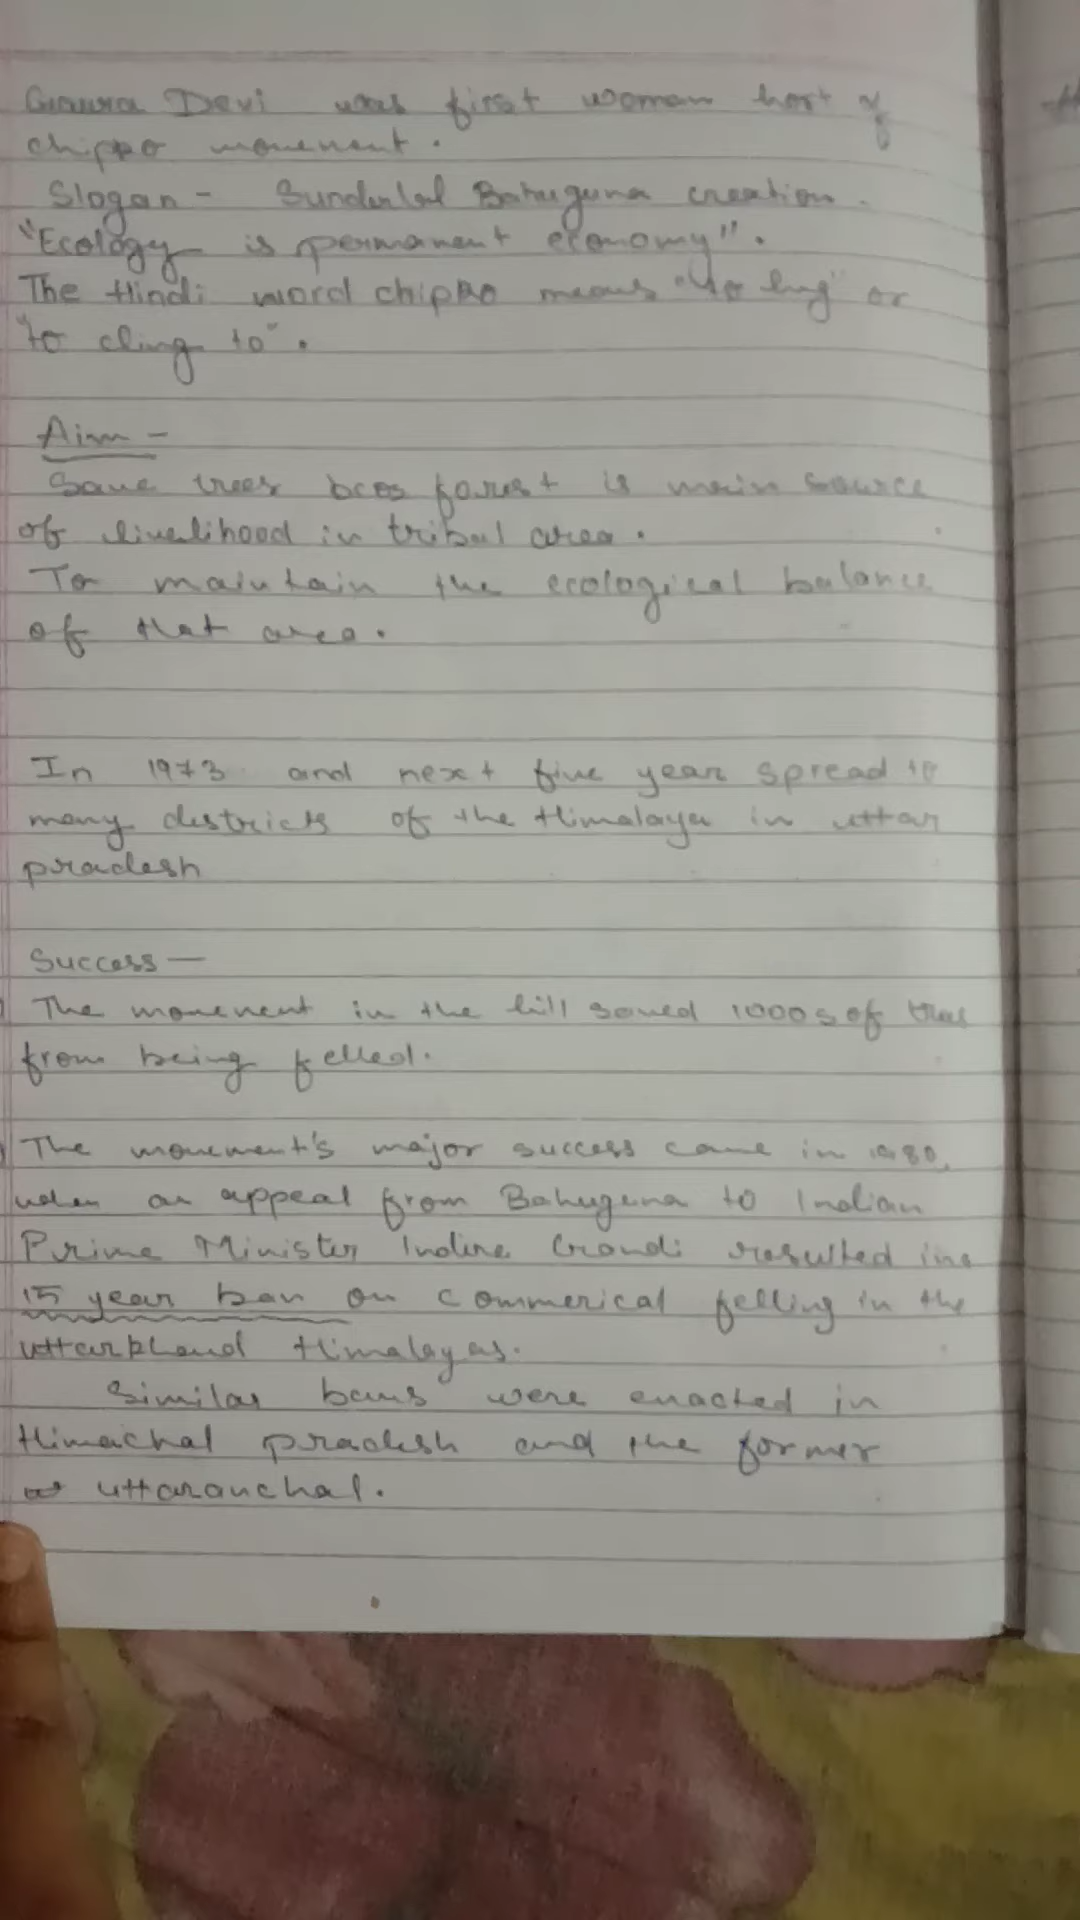 Gaura Devi was first woman host of
chipko movement.
Slogan - Sunderlal Bahuguna creation.
"Ecology is permanent economy".
The Hindi word chipko means "to hug" or
"to cling to".
Aim -
Save trees bcos forest is main source
of livelihood in tribal area.
To maintain the ecological balance
of that area.
In 1973 and next five year spread to
many districts of the Himalaya in uttar
pradesh
Success -
The movement in the hill saved 1000s of
from being felled.
The movement's major success came in 1980,
when an appeal from Bahuguna to Indian
Prime Minister Indira Grandi resulted in a
15 year ban on commerical felling in the
uttarkhand Himalayas.
Similar bans were enacted in
Himachal pradesh and the former
uttaranchal.